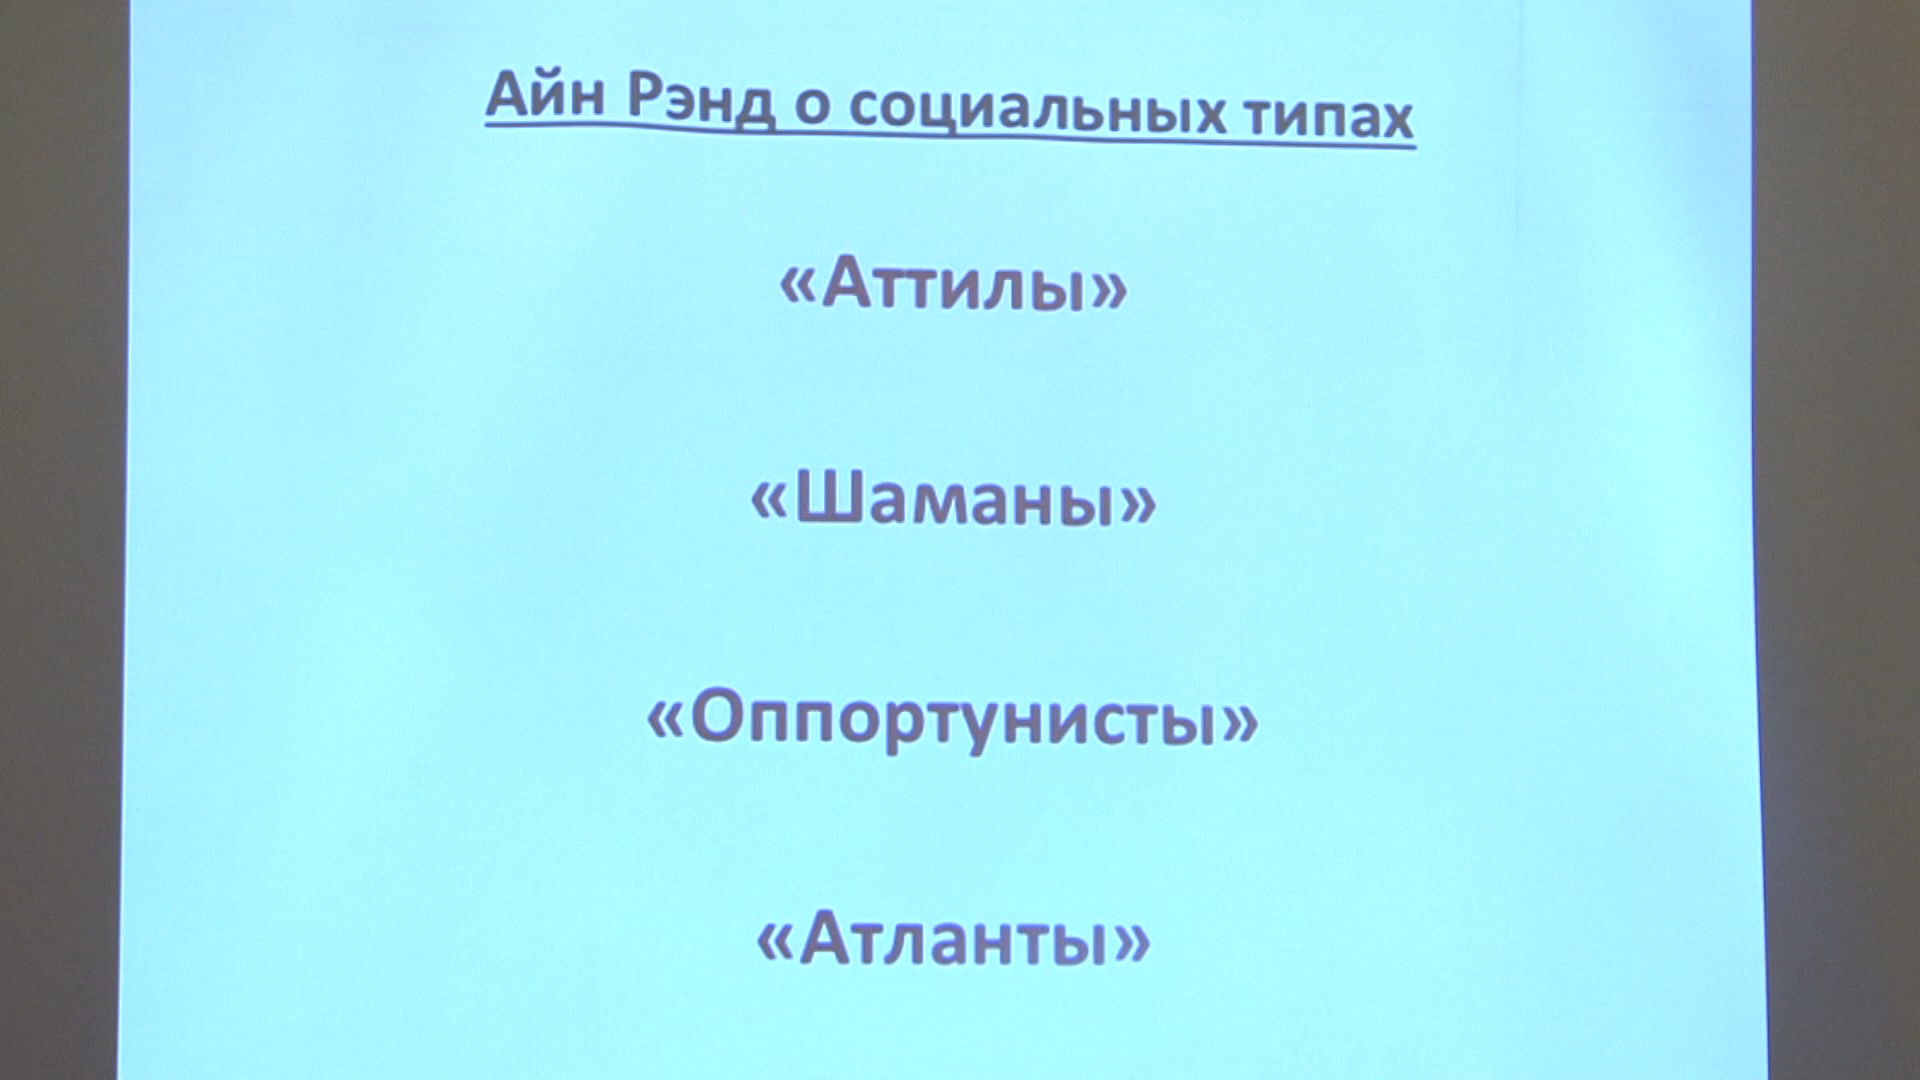 Айн Рэнд о социальных типах
«Аттилы»
«Шаманы»
«Оппортунисты»
«Атланты»